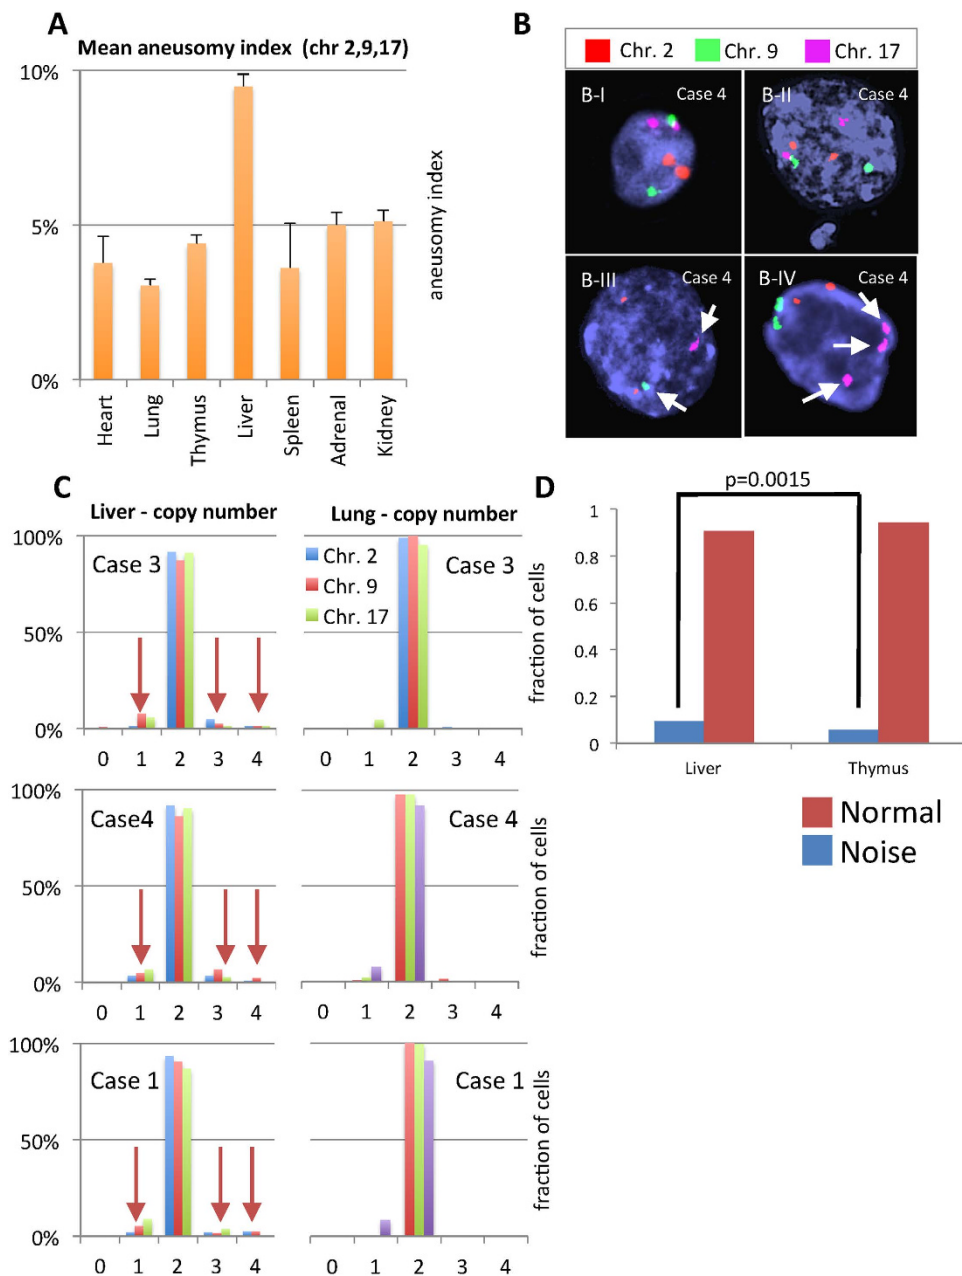 A
Mean aneusomy index (chr 2,9,17)
10%
5%
0%
aneusomy index
Heart
Lung
Thymus
Liver
Spleen
Adrenal
Kidney
B
Chr. 2 Chr. 9 Chr. 17
B-I Case 4
B-II Case 4
B-III Case 4
B-IV Case 4
C
Liver - copy number
Lung - copy number
100%
50%
0%
Case 3
0 1 2 3 4
Chr. 2
Chr. 9
Chr. 17
Case 3
0 1 2 3 4
fraction of cells
100%
50%
0%
Case4
0 1 2 3 4
Case 4
0 1 2 3 4
fraction of cells
100%
50%
0%
Case 1
0 1 2 3 4
Case 1
0 1 2 3 4
fraction of cells
D
p=0.0015
1
0.8
0.6
0.4
0.2
0
Liver Thymus
Normal
Noise